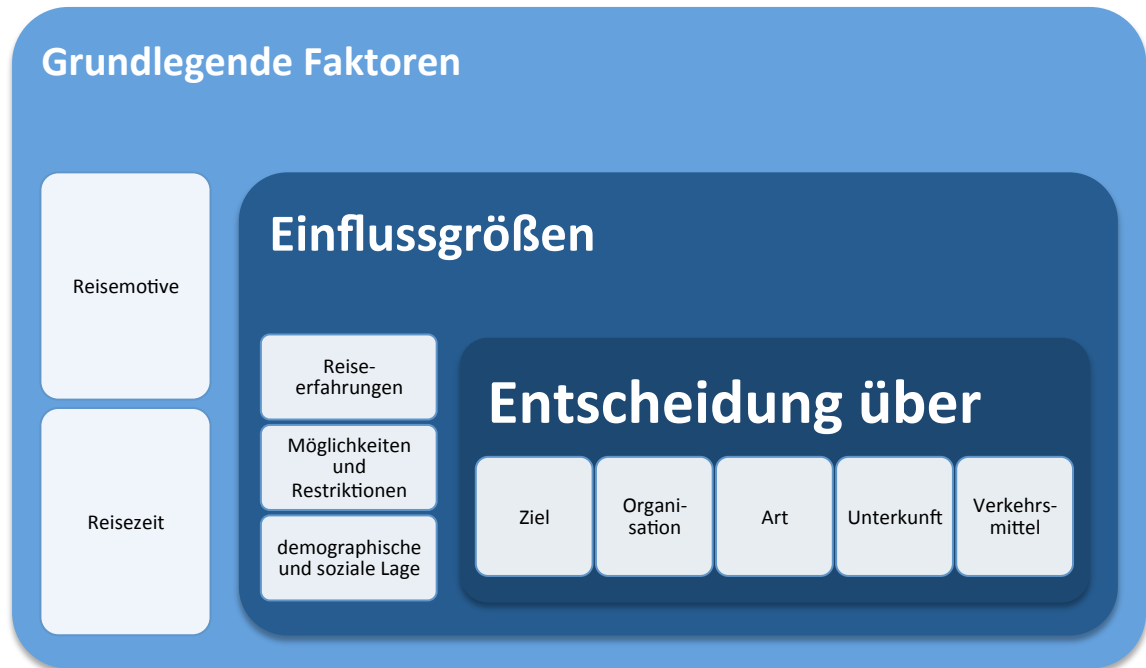 Grundlegende Faktoren
Reisemotive
Reisezeit
Einflussgrößen
Reise-
erfahrungen
Möglichkeiten
und
Restriktionen
demographische
und soziale Lage
Entscheidung über
Ziel
Organi-
sation
Art
Unterkunft
Verkehrs-
mittel